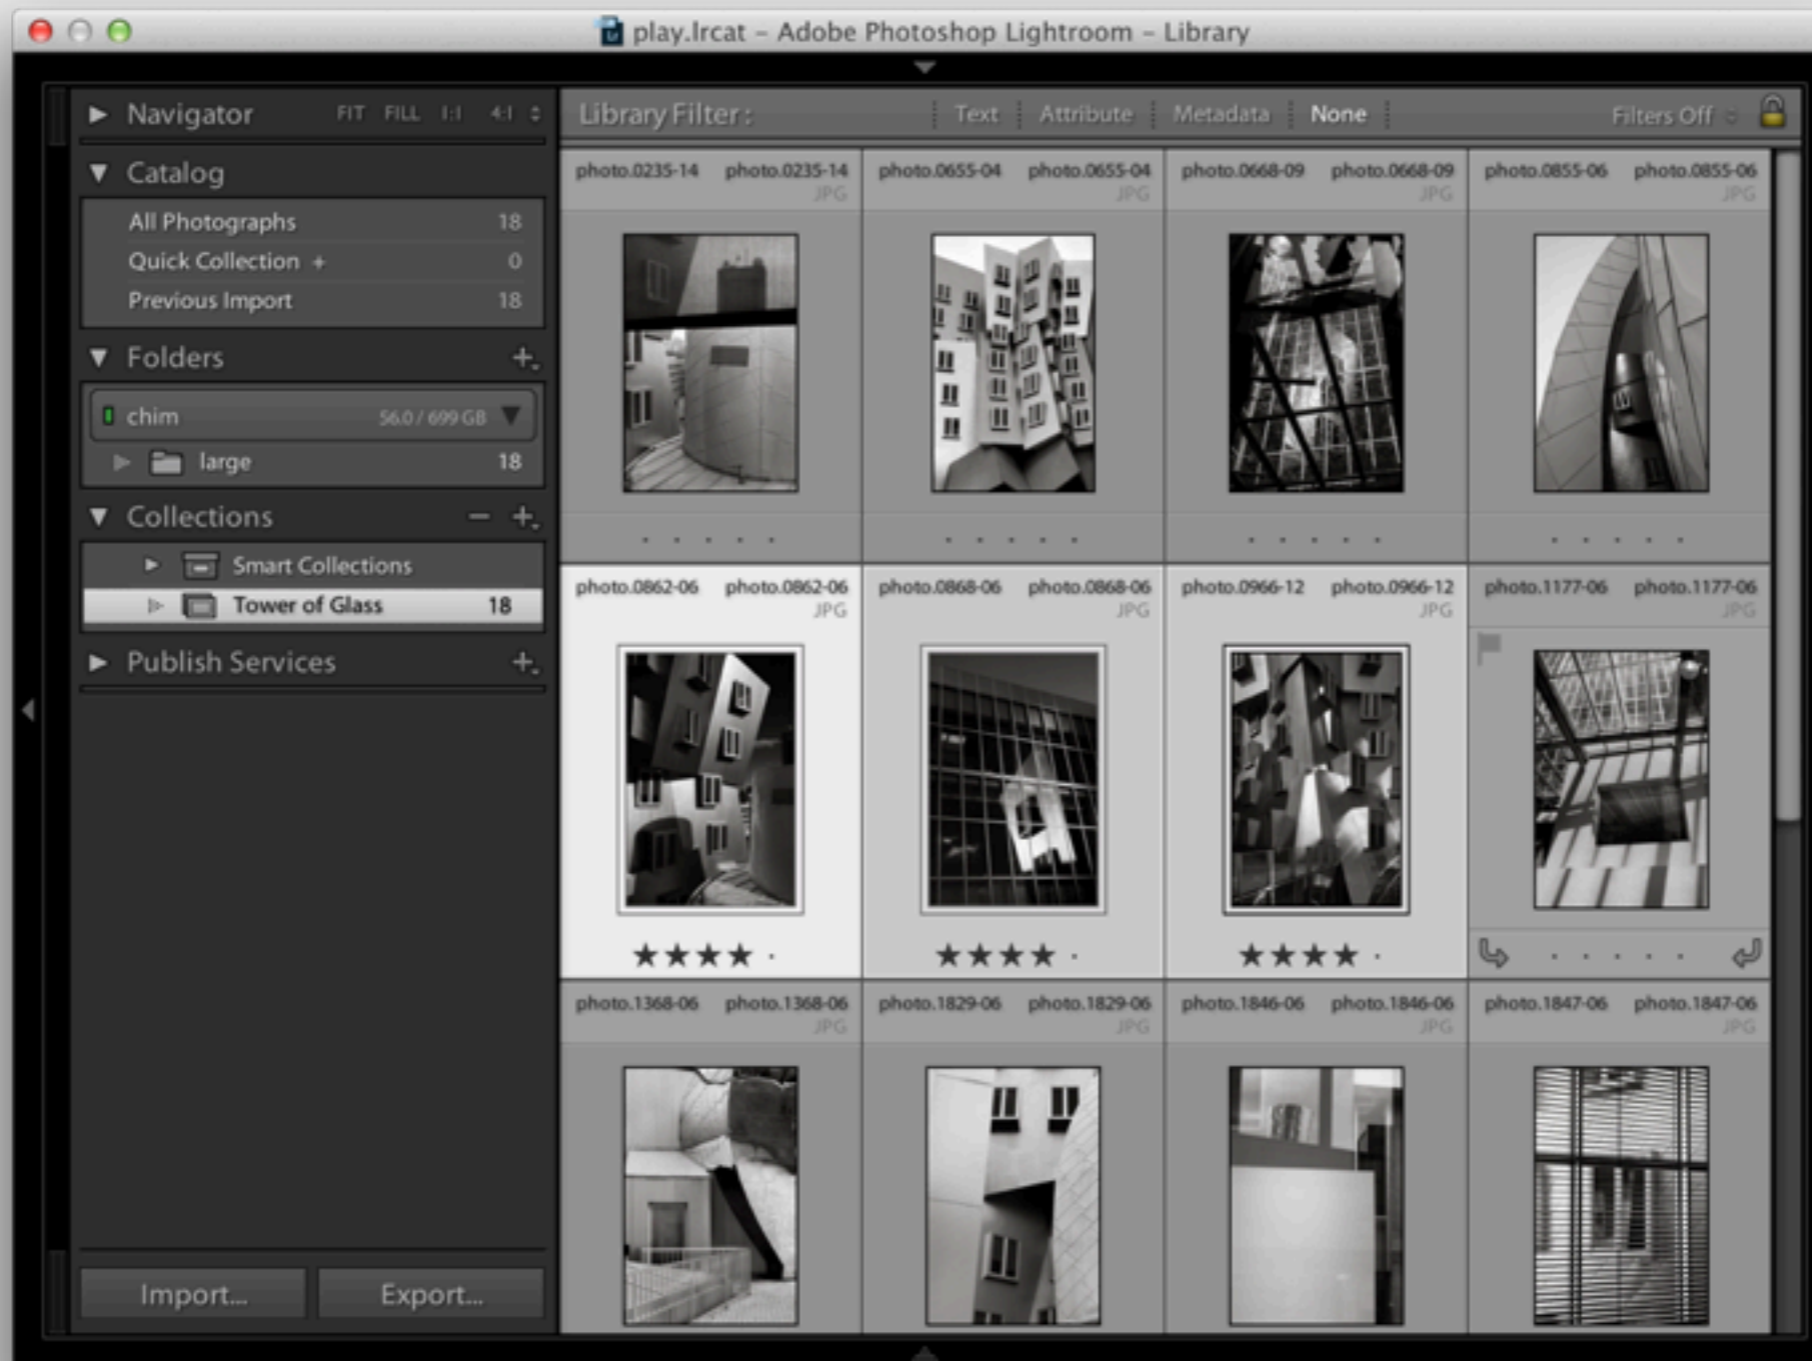 play.lrcat – Adobe Photoshop Lightroom – Library
Navigator FIT FILL 1:1 4:1
Catalog
All Photographs 18
Quick Collection + 0
Previous Import 18
Folders
chim 56.0 / 699 GB
large 18
Collections
Smart Collections
Tower of Glass 18
Publish Services
Import...
Export...
Library Filter : Text Attribute Metadata None Filters Off
photo.0235-14 photo.0235-14
JPG
photo.0655-04 photo.0655-04
JPG
photo.0668-09 photo.0668-09
JPG
photo.0855-06 photo.0855-06
JPG
photo.0862-06 photo.0862-06
JPG
photo.0868-06 photo.0868-06
JPG
photo.0966-12 photo.0966-12
JPG
photo.1177-06 photo.1177-06
JPG
photo.1368-06 photo.1368-06
JPG
photo.1829-06 photo.1829-06
JPG
photo.1846-06 photo.1846-06
JPG
photo.1847-06 photo.1847-06
JPG